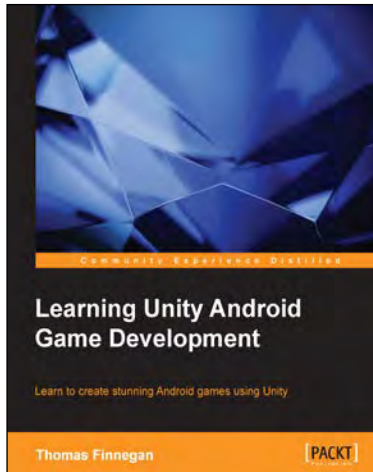 Community Experience Distilled
Learning Unity Android
Game Development
Learn to create stunning Android games using Unity
Thomas Finnegan
[PACKT]
PUBLISHING